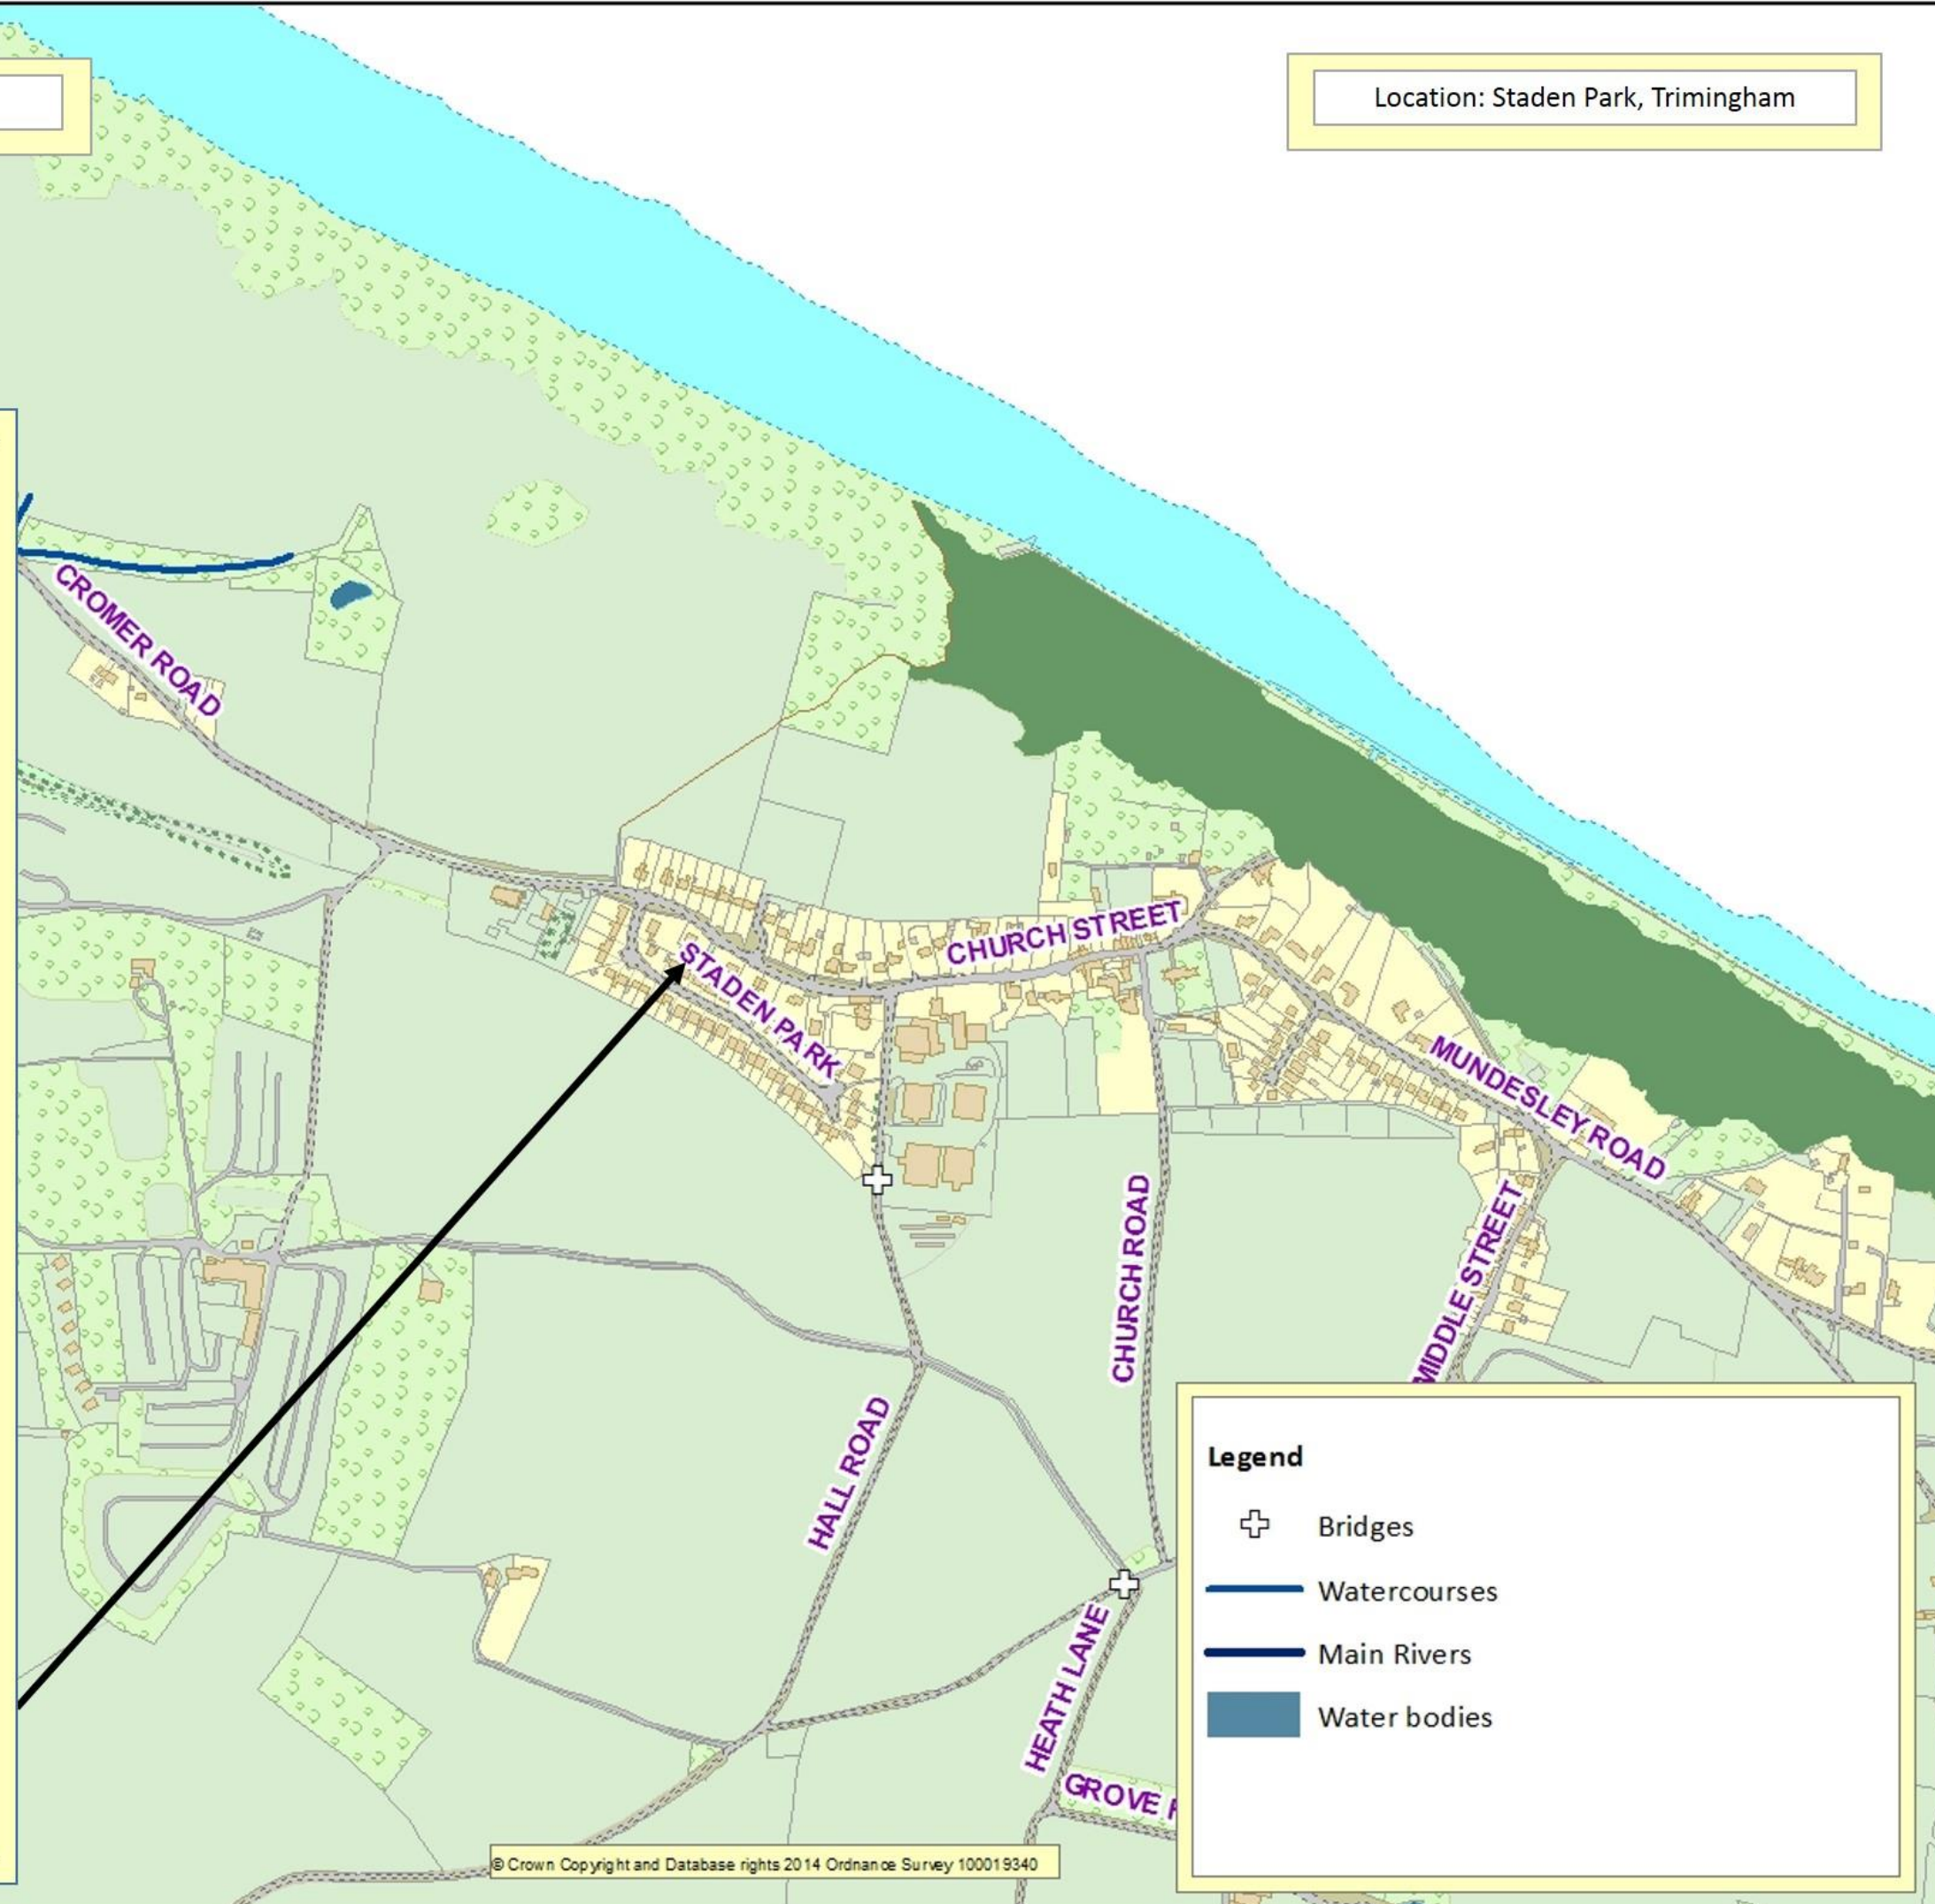 Location: Staden Park, Trimingham
CROMER ROAD
CHURCH STREET
STADEN PARK
MUNDESLEY ROAD
CHURCH ROAD
MIDDLE STREET
HALL ROAD
HEATH LANE
GROVE
Legend
Bridges
Watercourses
Main Rivers
Water bodies
© Crown Copyright and Database rights 2014 Ordnance Survey 100019340